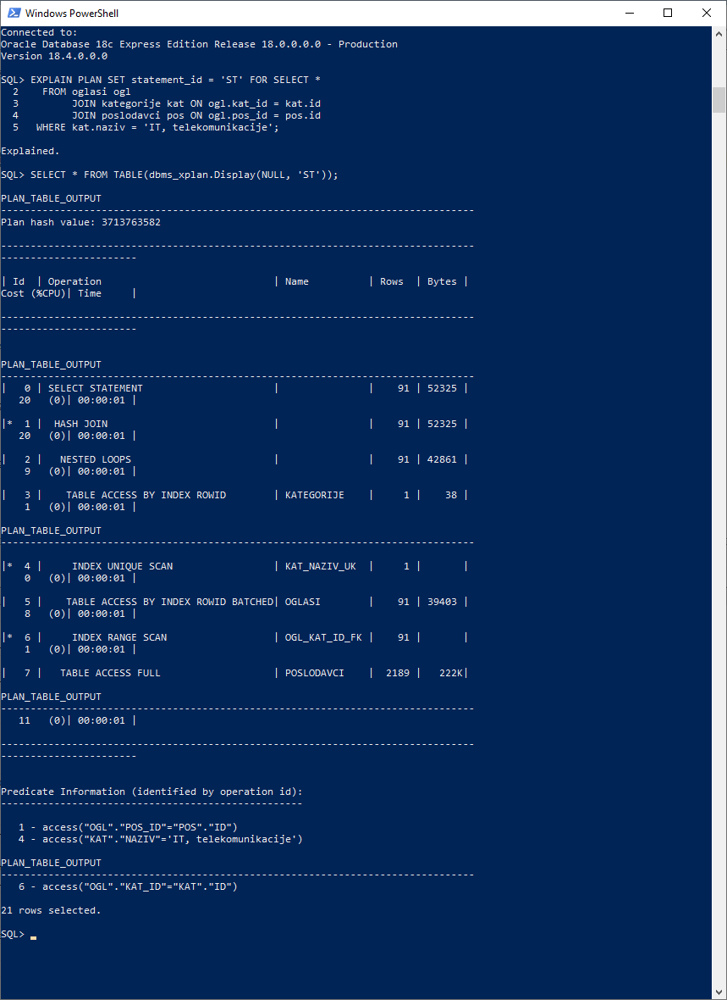 Windows PowerShell
Connected to:
Oracle Database 18c Express Edition Release 18.0.0.0.0 - Production
Version 18.4.0.0.0
SQL> EXPLAIN PLAN SET statement_id = 'ST' FOR SELECT *
  2    FROM oglasi ogl
  3         JOIN kategorije kat ON ogl.kat_id = kat.id
  4         JOIN poslodavci pos ON ogl.pos_id = pos.id
  5   WHERE kat.naziv = 'IT, telekomunikacije';
Explained.
SQL> SELECT * FROM TABLE(dbms_xplan.Display(NULL, 'ST'));
PLAN_TABLE_OUTPUT
--------------------------------------------------------------------------------
Plan hash value: 3713763582
--------------------------------------------------------------------------------
-----------------------
| Id  | Operation                             | Name          | Rows  | Bytes |
Cost (%CPU)| Time     |
--------------------------------------------------------------------------------
-----------------------
PLAN_TABLE_OUTPUT
--------------------------------------------------------------------------------
|   0 | SELECT STATEMENT                      |               |    91 | 52325 |
   20   (0)| 00:00:01 |
|*  1 |  HASH JOIN                            |               |    91 | 52325 |
   20   (0)| 00:00:01 |
|   2 |   NESTED LOOPS                        |               |    91 | 42861 |
    9   (0)| 00:00:01 |
|   3 |    TABLE ACCESS BY INDEX ROWID        | KATEGORIJE    |     1 |    38 |
    1   (0)| 00:00:01 |
PLAN_TABLE_OUTPUT
--------------------------------------------------------------------------------
|*  4 |     INDEX UNIQUE SCAN                 | KAT_NAZIV_UK  |     1 |       |
    0   (0)| 00:00:01 |
|   5 |    TABLE ACCESS BY INDEX ROWID BATCHED| OGLASI        |    91 | 39403 |
    8   (0)| 00:00:01 |
|*  6 |     INDEX RANGE SCAN                  | OGL_KAT_ID_FK |    91 |       |
    1   (0)| 00:00:01 |
|   7 |   TABLE ACCESS FULL                   | POSLODAVCI    |  2189 |   222K|
PLAN_TABLE_OUTPUT
--------------------------------------------------------------------------------
   11   (0)| 00:00:01 |
--------------------------------------------------------------------------------
-----------------------
Predicate Information (identified by operation id):
---------------------------------------------------
   1 - access("OGL"."POS_ID"="POS"."ID")
   4 - access("KAT"."NAZIV"='IT, telekomunikacije')
PLAN_TABLE_OUTPUT
--------------------------------------------------------------------------------
   6 - access("OGL"."KAT_ID"="KAT"."ID")
21 rows selected.
SQL>